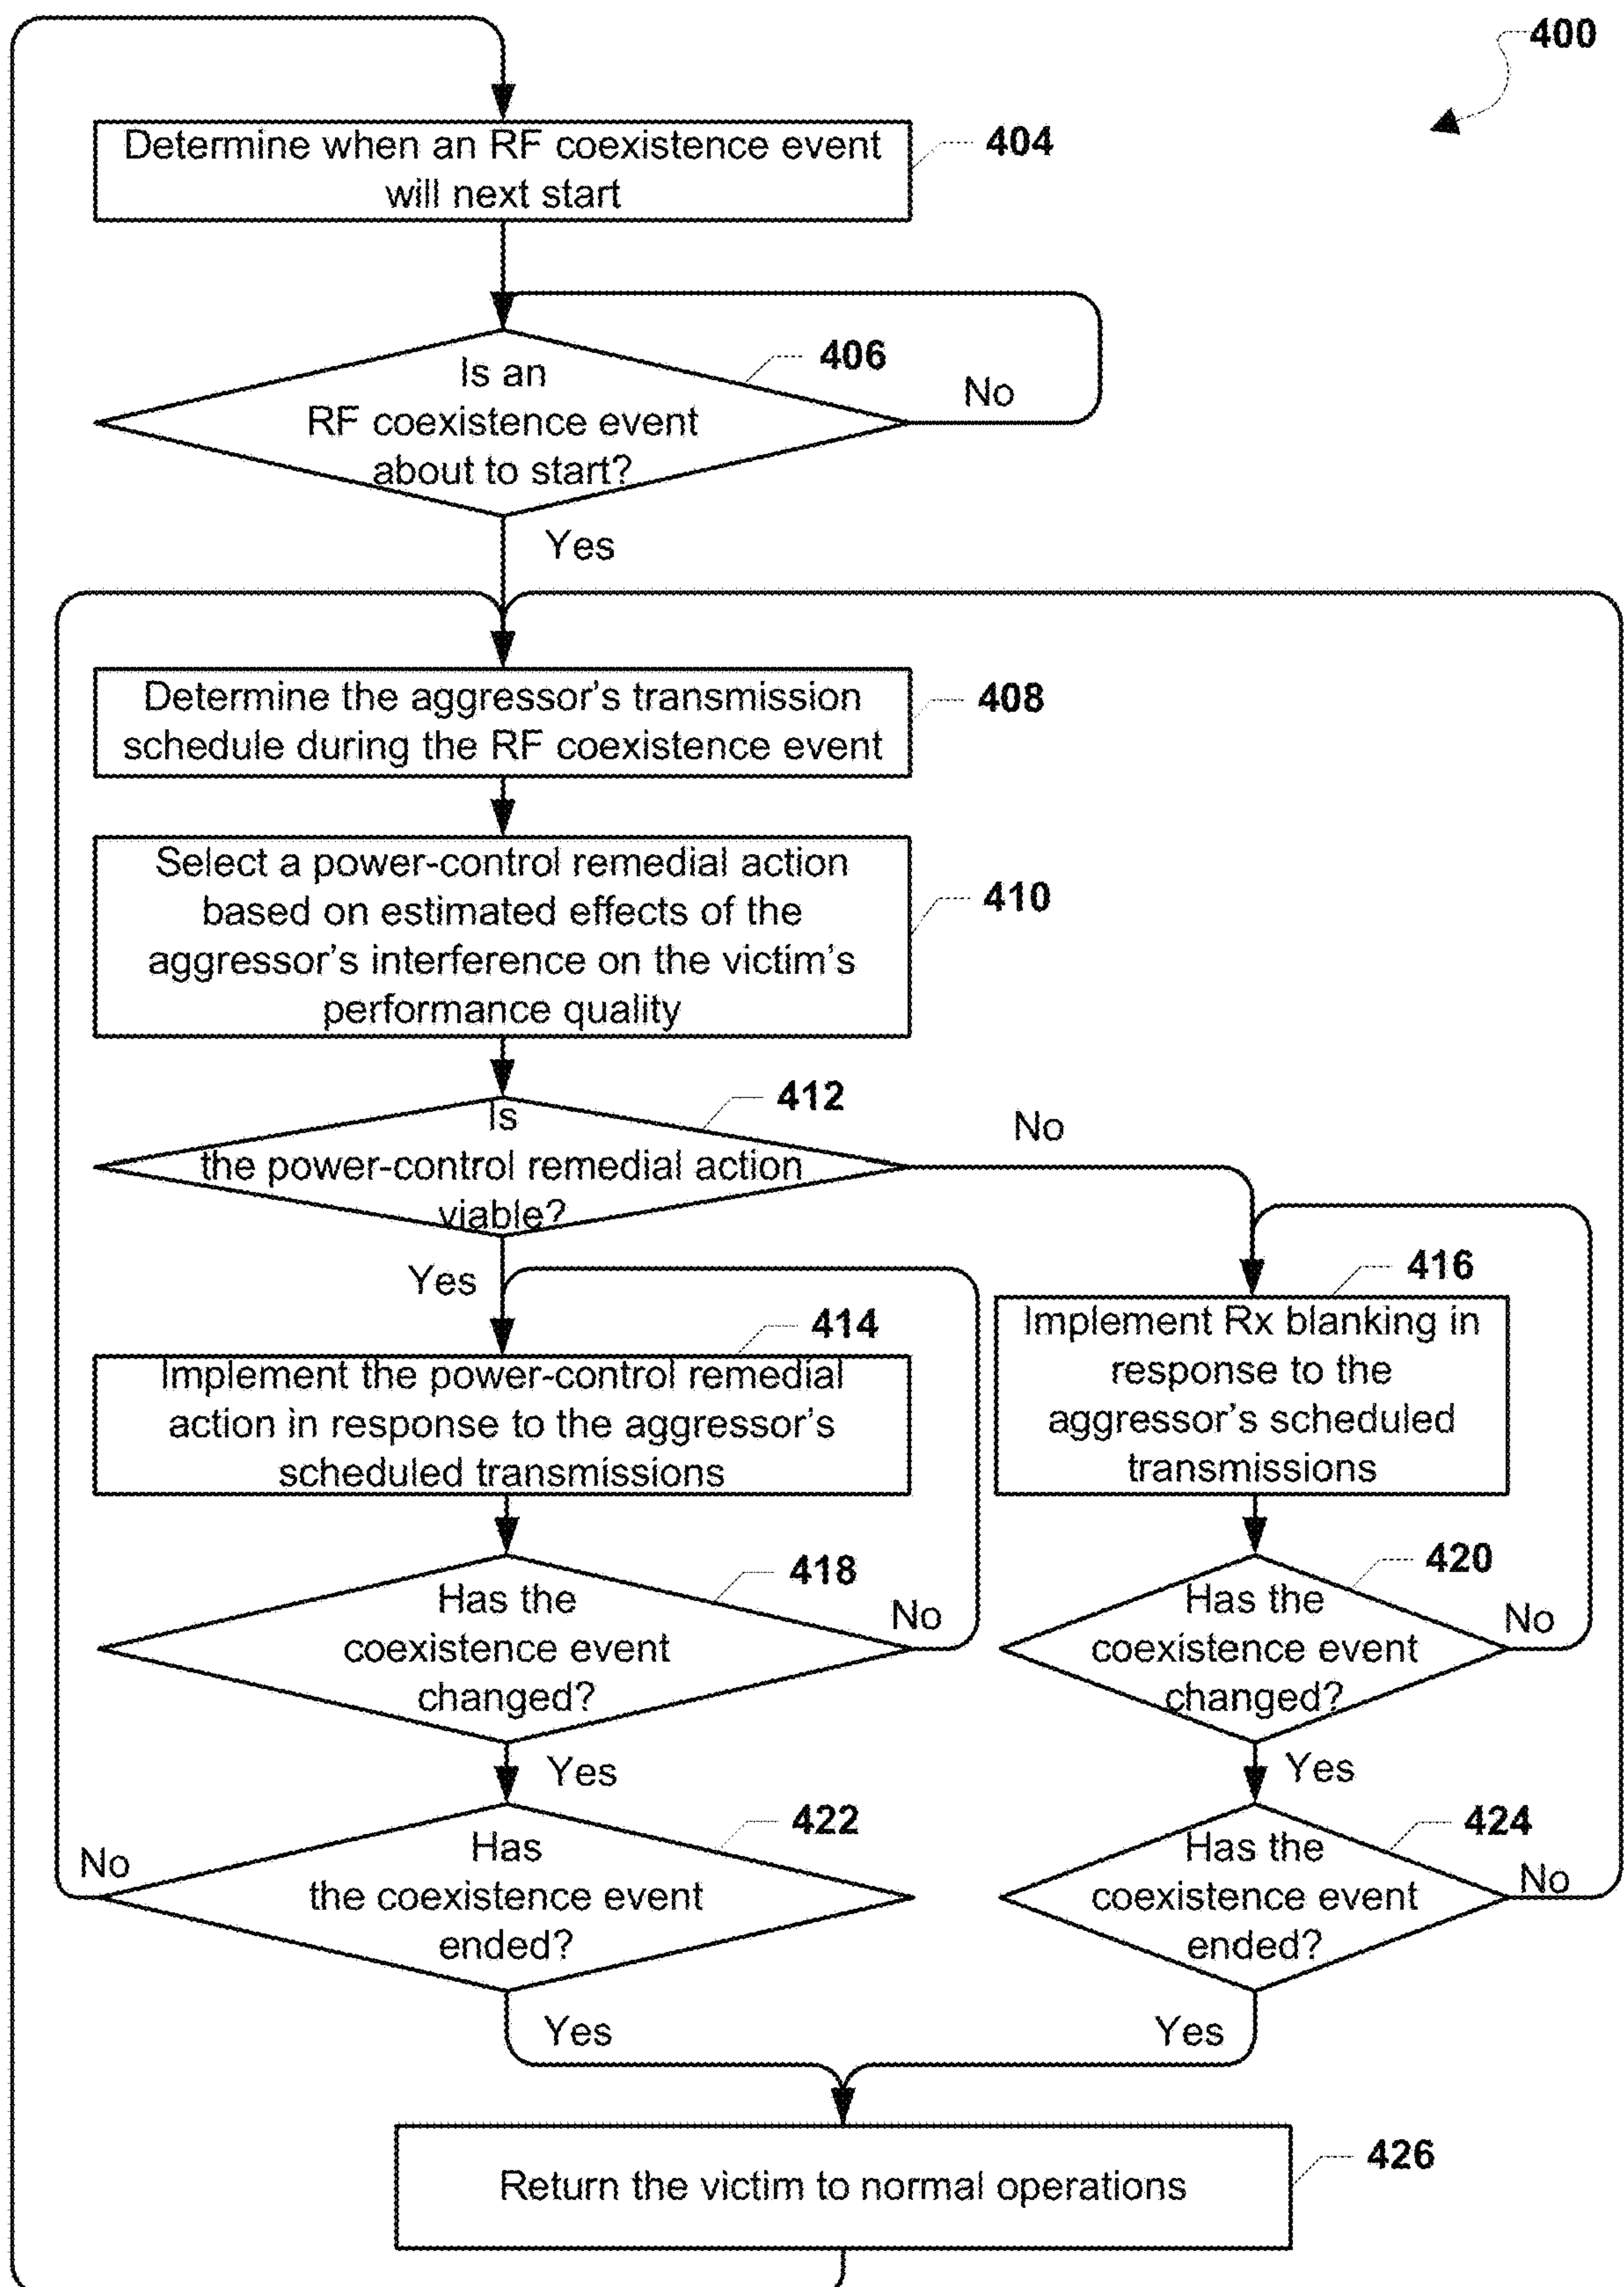 400
Determine when an RF coexistence event
will next start
404
Is an
RF coexistence event
about to start?
406
No
Yes
Determine the aggressor's transmission
schedule during the RF coexistence event
408
Select a power-control remedial action
based on estimated effects of the
aggressor's interference on the victim's
performance quality
410
Is
the power-control remedial action
viable?
412
No
Yes
Implement the power-control remedial
action in response to the aggressor's
scheduled transmissions
414
Implement Rx blanking in
response to the
aggressor's scheduled
transmissions
416
Has the
coexistence event
changed?
418
No
Has the
coexistence event
changed?
420
No
Yes
Yes
Has
the coexistence event
ended?
422
No
Has the
coexistence event
ended?
424
No
Yes
Yes
Return the victim to normal operations
426